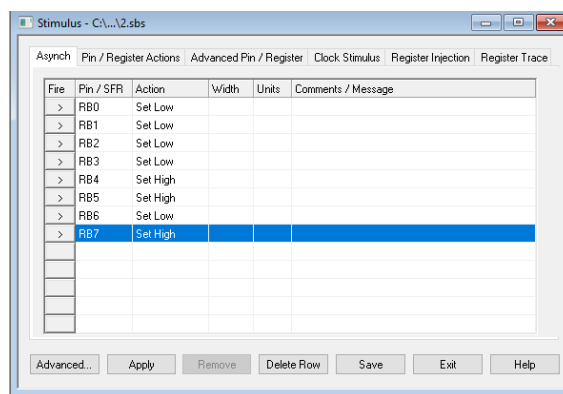 Stimulus - C:\...\2.sbs
Asynch Pin / Register Actions Advanced Pin / Register Clock Stimulus Register Injection Register Trace
Fire Pin / SFR Action Width Units Comments / Message
> RB0 Set Low
> RB1 Set Low
> RB2 Set Low
> RB3 Set Low
> RB4 Set High
> RB5 Set High
> RB6 Set Low
> RB7 Set High
Advanced... Apply Remove Delete Row Save Exit Help